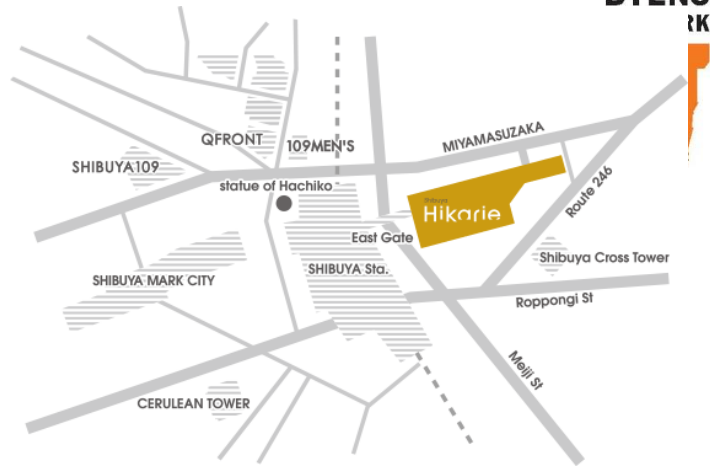 QFRONT
109MEN'S
MIYAMASUZAKA
SHIBUYA109
statue of Hachiko
Shibuya
Hikarie
Route 246
East Gate
Shibuya Cross Tower
SHIBUYA Sta.
SHIBUYA MARK CITY
Roppongi St
Meiji St
CERULEAN TOWER